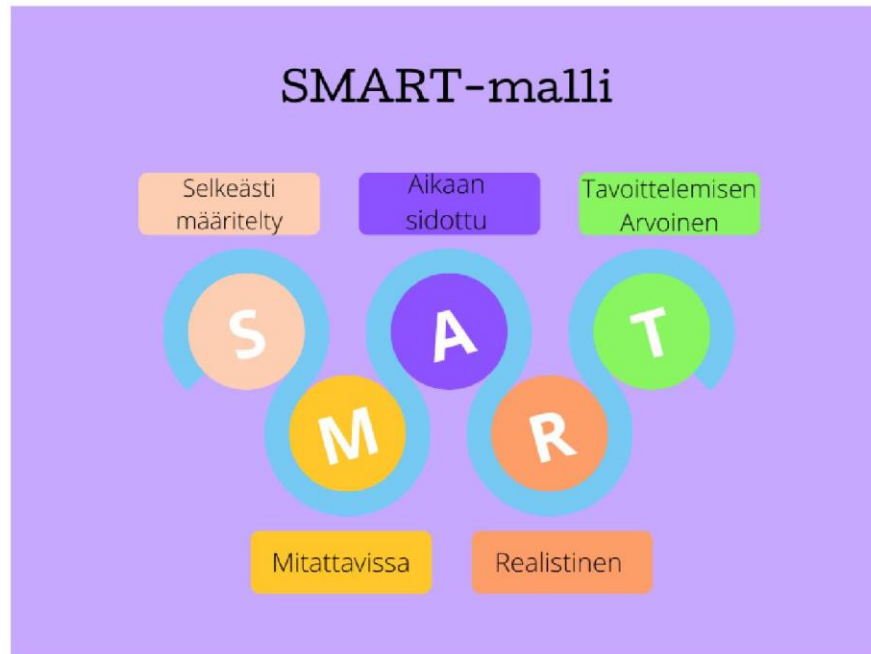 SMART-malli
Selkeästi
määritelty
Aikaan
sidottu
Tavoittelemisen
Arvoinen
S
A
T
M
R
Mitattavissa
Realistinen